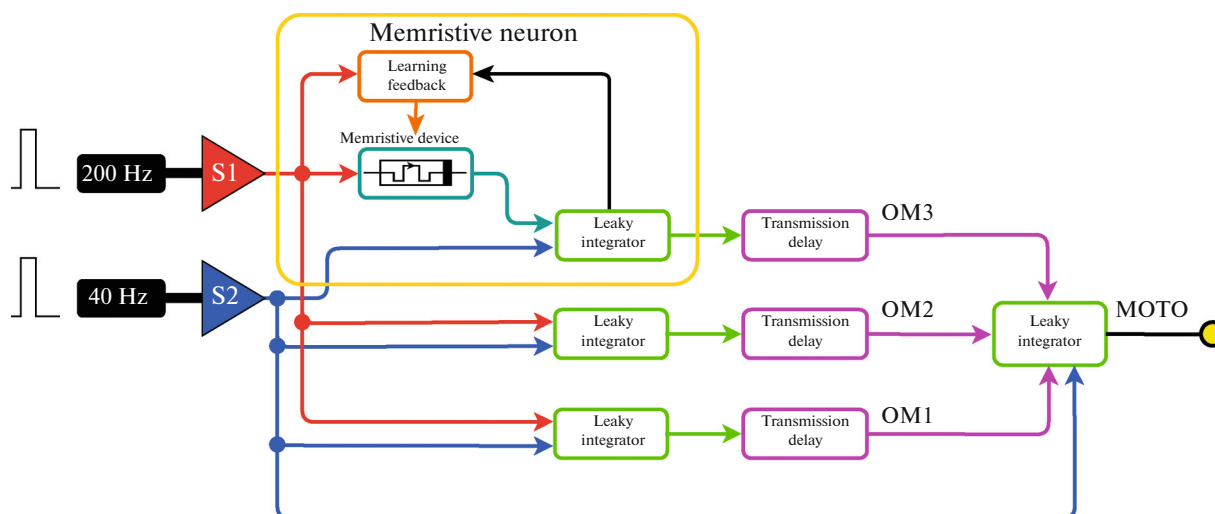 Memristive neuron
Learning
feedback
Memristive device
200 Hz
S1
Leaky
integrator
Transmission
delay
OM3
40 Hz
S2
Leaky
integrator
Transmission
delay
OM2
Leaky
integrator
MOTO
Leaky
integrator
Transmission
delay
OM1